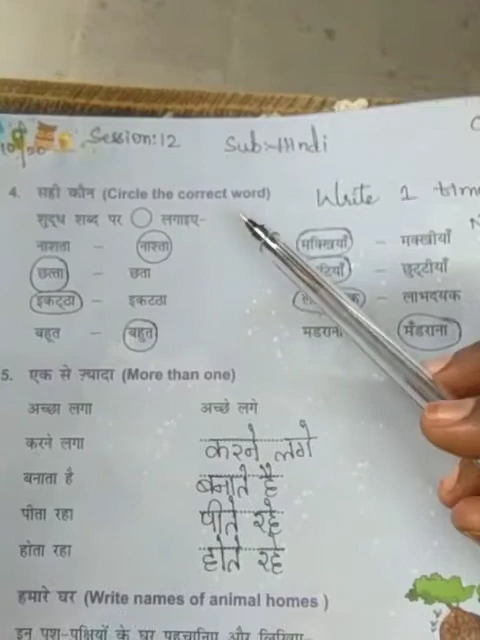 Session:12 Sub:-Hindi
4. सही कौन (Circle the correct word) Write 1
शुद्ध शब्द पर ◯ लगाइए-
नाशता – नाश्ता मक्खियाँ – मक्खीयाँ
छत्ता – छता – छुट्टीयाँ
इकट्ठा – इकटठा – लाभदयक
बहूत – बहुत मडराना मँडराना
5. एक से ज़्यादा (More than one)
अच्छा लगा अच्छे लगे
करने लगा करने लगे
बनाता है बनाते है
पीता रहा पीते रहे
होता रहा होते रहे
हमारे घर (Write names of animal homes )
इन पशु-पक्षियों के घर पहचानिए और लिखिए-